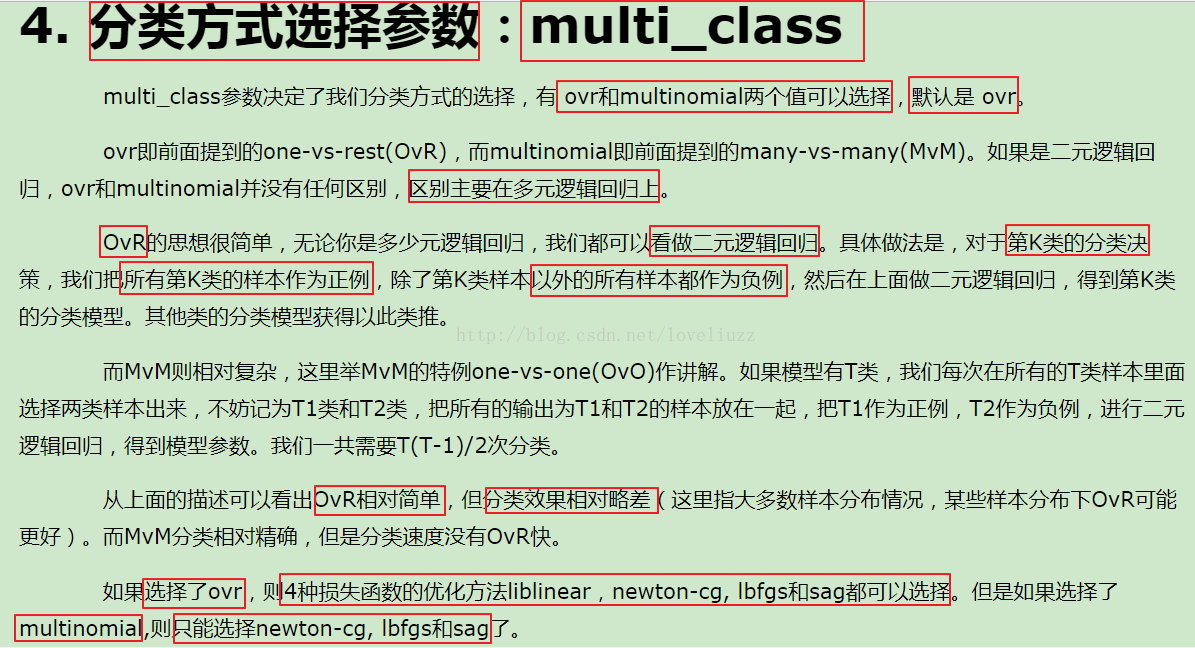 4. 分类方式选择参数：multi_class
multi_class参数决定了我们分类方式的选择，有 ovr和multinomial两个值可以选择，默认是 ovr。
ovr即前面提到的one-vs-rest(OvR)，而multinomial即前面提到的many-vs-many(MvM)。如果是二元逻辑回
归，ovr和multinomial并没有任何区别，区别主要在多元逻辑回归上。
OvR的思想很简单，无论你是多少元逻辑回归，我们都可以看做二元逻辑回归。具体做法是，对于第K类的分类决
策，我们把所有第K类的样本作为正例，除了第K类样本以外的所有样本都作为负例，然后在上面做二元逻辑回归，得到第K类
的分类模型。其他类的分类模型获得以此类推。
http://blog.csdn.net/loveliuzz
而MvM则相对复杂，这里举MvM的特例one-vs-one(OvO)作讲解。如果模型有T类，我们每次在所有的T类样本里面
选择两类样本出来，不妨记为T1类和T2类，把所有的输出为T1和T2的样本放在一起，把T1作为正例，T2作为负例，进行二元
逻辑回归，得到模型参数。我们一共需要T(T-1)/2次分类。
从上面的描述可以看出OvR相对简单，但分类效果相对略差（这里指大多数样本分布情况，某些样本分布下OvR可能
更好）。而MvM分类相对精确，但是分类速度没有OvR快。
如果选择了ovr，则4种损失函数的优化方法liblinear，newton-cg, lbfgs和sag都可以选择。但是如果选择了
multinomial,则只能选择newton-cg, lbfgs和sag了。